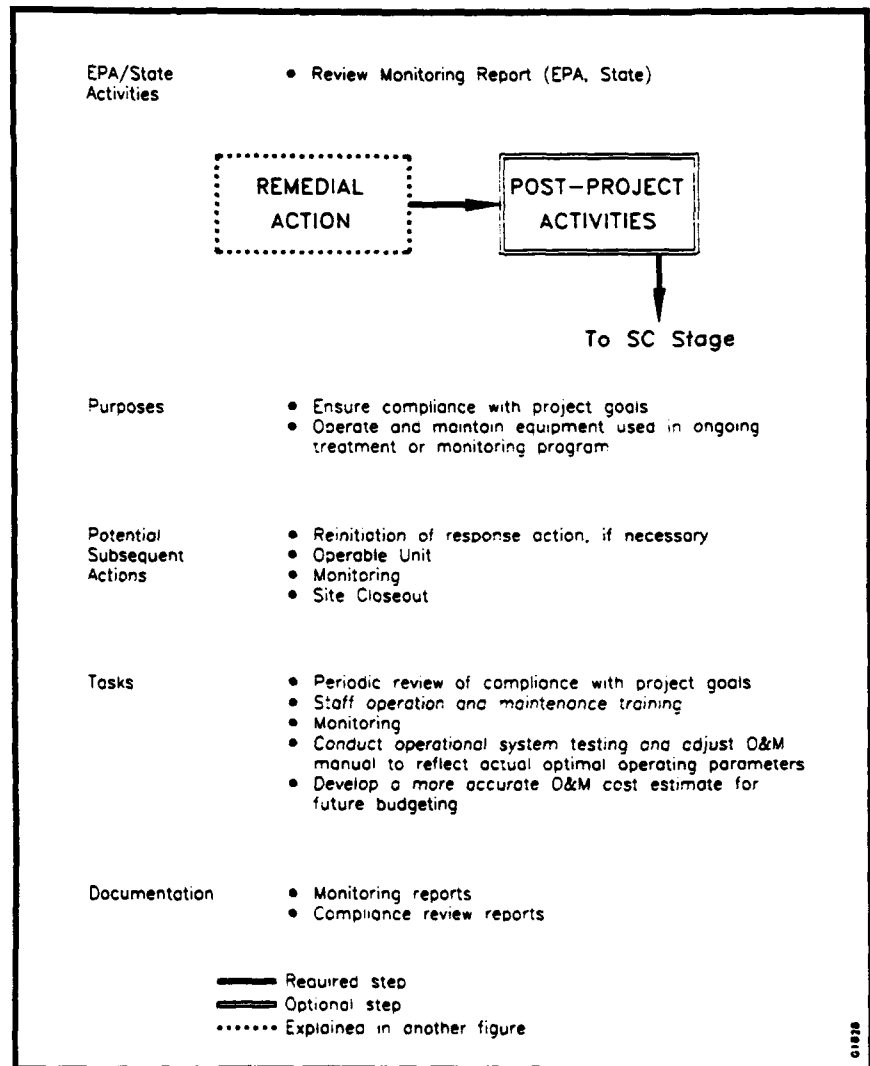 EPA/State
Activities
• Review Monitoring Report (EPA, State)
REMEDIAL
ACTION
POST-PROJECT
ACTIVITIES
To SC Stage
Purposes
• Ensure compliance with project goals
• Operate and maintain equipment used in ongoing
treatment or monitoring program
Potential
Subsequent
Actions
• Reinitiation of response action, if necessary
• Operable Unit
• Monitoring
• Site Closeout
Tasks
• Periodic review of compliance with project goals
• Staff operation and maintenance training
• Monitoring
• Conduct operational system testing and adjust O&M
manual to reflect actual optimal operating parameters
• Develop a more accurate O&M cost estimate for
future budgeting
Documentation
• Monitoring reports
• Compliance review reports
Required step
Optional step
Explained in another figure